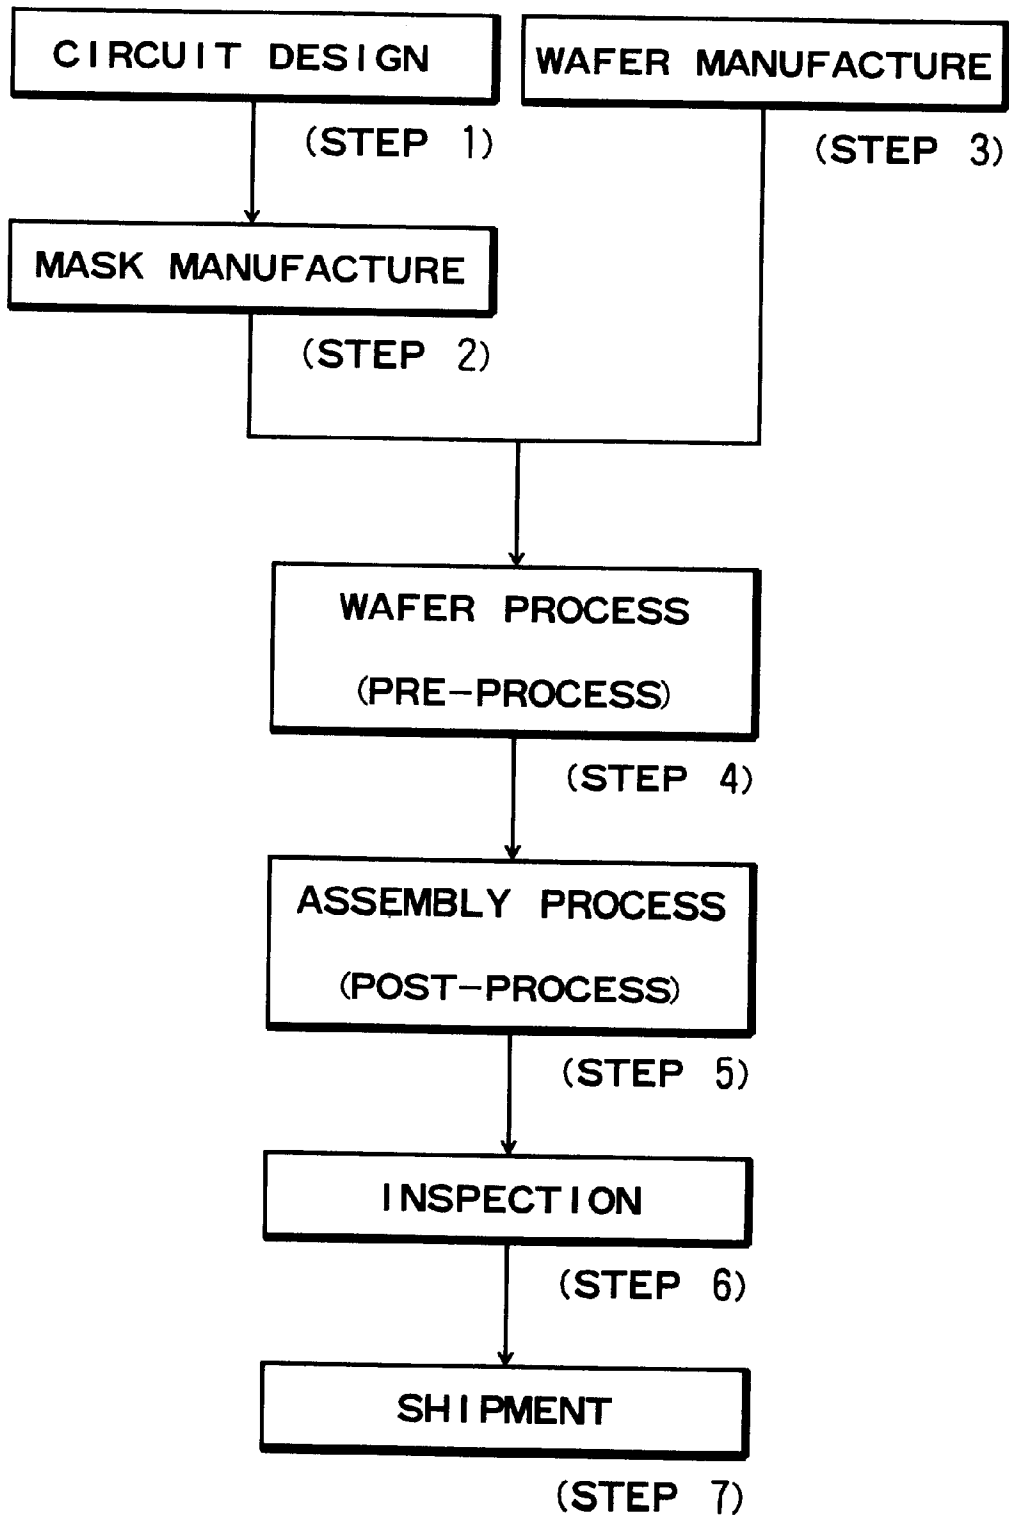 CIRCUIT DESIGN
(STEP 1)
WAFER MANUFACTURE
(STEP 3)
MASK MANUFACTURE
(STEP 2)
WAFER PROCESS
(PRE-PROCESS)
(STEP 4)
ASSEMBLY PROCESS
(POST-PROCESS)
(STEP 5)
INSPECTION
(STEP 6)
SHIPMENT
(STEP 7)